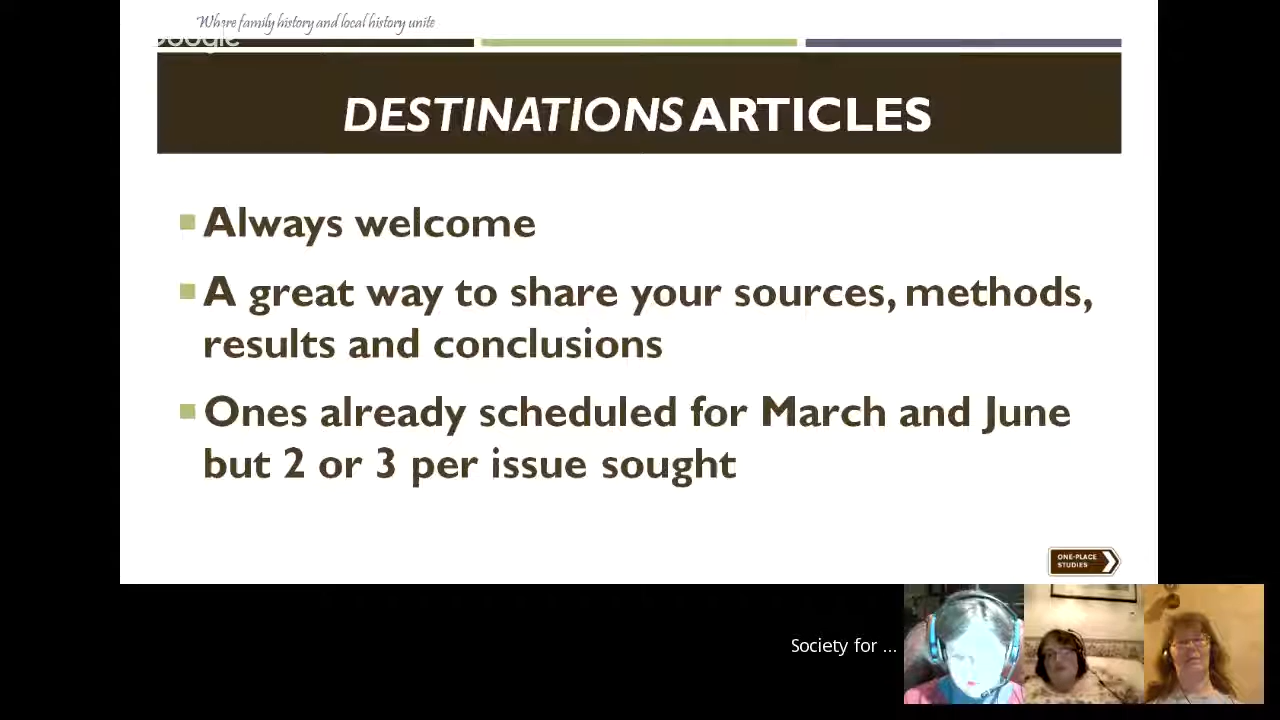 Where family history and local history unite
Google
DESTINATIONS ARTICLES
Always welcome
A great way to share your sources, methods,
results and conclusions
Ones already scheduled for March and June
but 2 or 3 per issue sought
ONE-PLACE
STUDIES
Society for ...